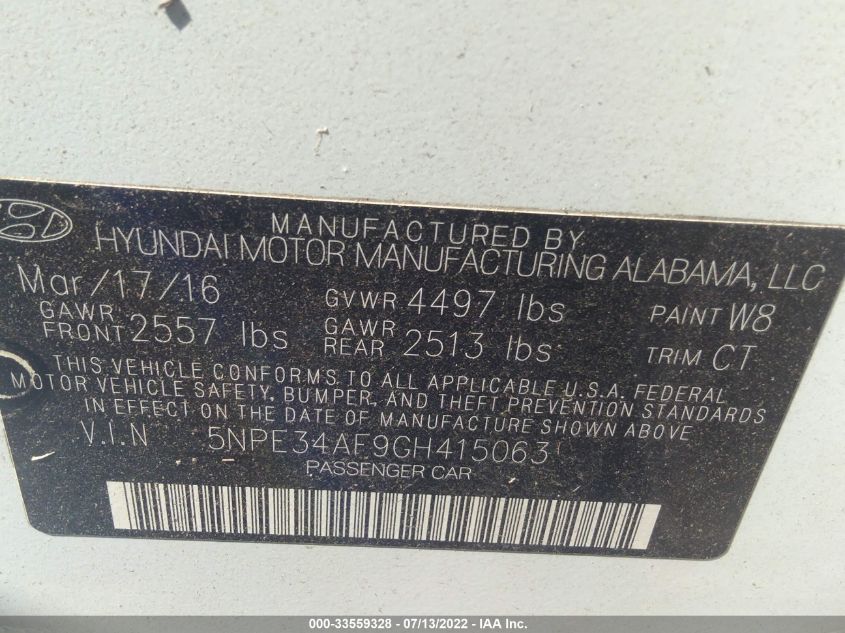 MANUFACTURED BY
HYUNDAI MOTOR MANUFACTURING ALABAMA, LLC
Mar/17/16 GVWR 4497 lbs PAINT W8
GAWR FRONT 2557 lbs GAWR REAR 2513 lbs TRIM CT
THIS VEHICLE CONFORMS TO ALL APPLICABLE U.S.A. FEDERAL
MOTOR VEHICLE SAFETY, BUMPER, AND THEFT PREVENTION STANDARDS
IN EFFECT ON THE DATE OF MANUFACTURE SHOWN ABOVE
V.I.N 5NPE34AF9GH415063
PASSENGER CAR
000-33559328 - 07/13/2022 - IAA Inc.